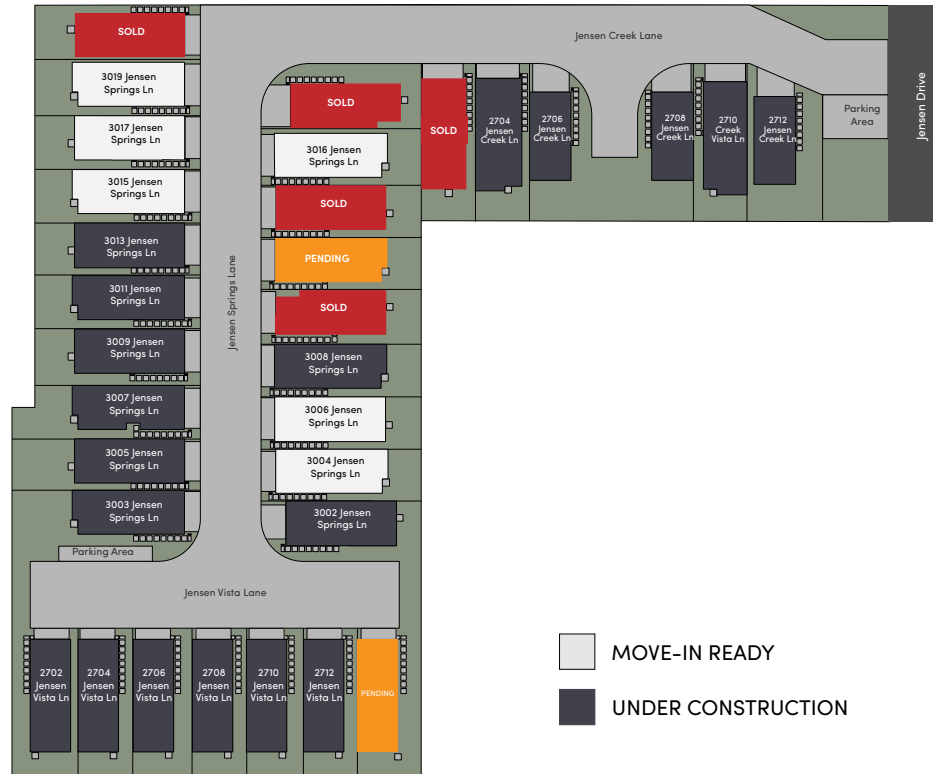 Jensen Creek Lane
Jensen Drive
Parking
Area
SOLD
3019 Jensen
Springs Ln
3017 Jensen
Springs Ln
3015 Jensen
Springs Ln
3013 Jensen
Springs Ln
3011 Jensen
Springs Ln
3009 Jensen
Springs Ln
3007 Jensen
Springs Ln
3005 Jensen
Springs Ln
3003 Jensen
Springs Ln
Parking Area
Jensen Springs Lane
SOLD
3016 Jensen
Springs Ln
SOLD
PENDING
SOLD
3008 Jensen
Springs Ln
3006 Jensen
Springs Ln
3004 Jensen
Springs Ln
3002 Jensen
Springs Ln
SOLD
2704
Jensen
Creek Ln
2706
Jensen
Creek Ln
2708
Jensen
Creek Ln
2710
Creek
Vista Ln
2712
Jensen
Creek Ln
Jensen Vista Lane
2702
Jensen
Vista Ln
2704
Jensen
Vista Ln
2706
Jensen
Vista Ln
2708
Jensen
Vista Ln
2710
Jensen
Vista Ln
2712
Jensen
Vista Ln
PENDING
MOVE-IN READY
UNDER CONSTRUCTION